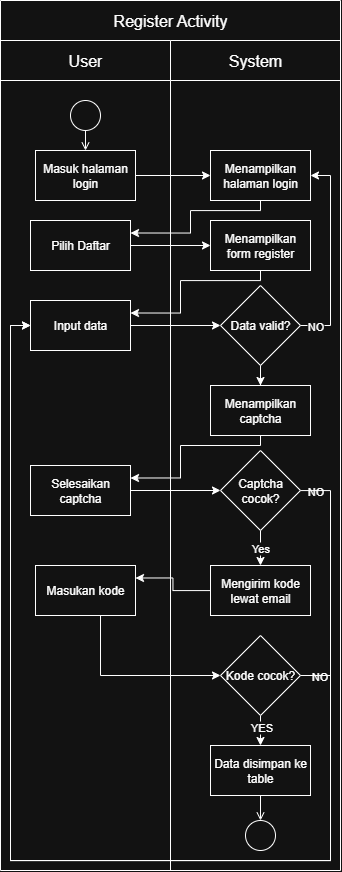 Register Activity
User
System
Masuk halaman
login
Menampilkan
halaman login
Pilih Daftar
Menampilkan
form register
Input data
Data valid?
NO
Menampilkan
captcha
Selesaikan
captcha
Captcha
cocok?
NO
Yes
Masukan kode
Mengirim kode
lewat email
Kode cocok?
NO
YES
Data disimpan ke
table